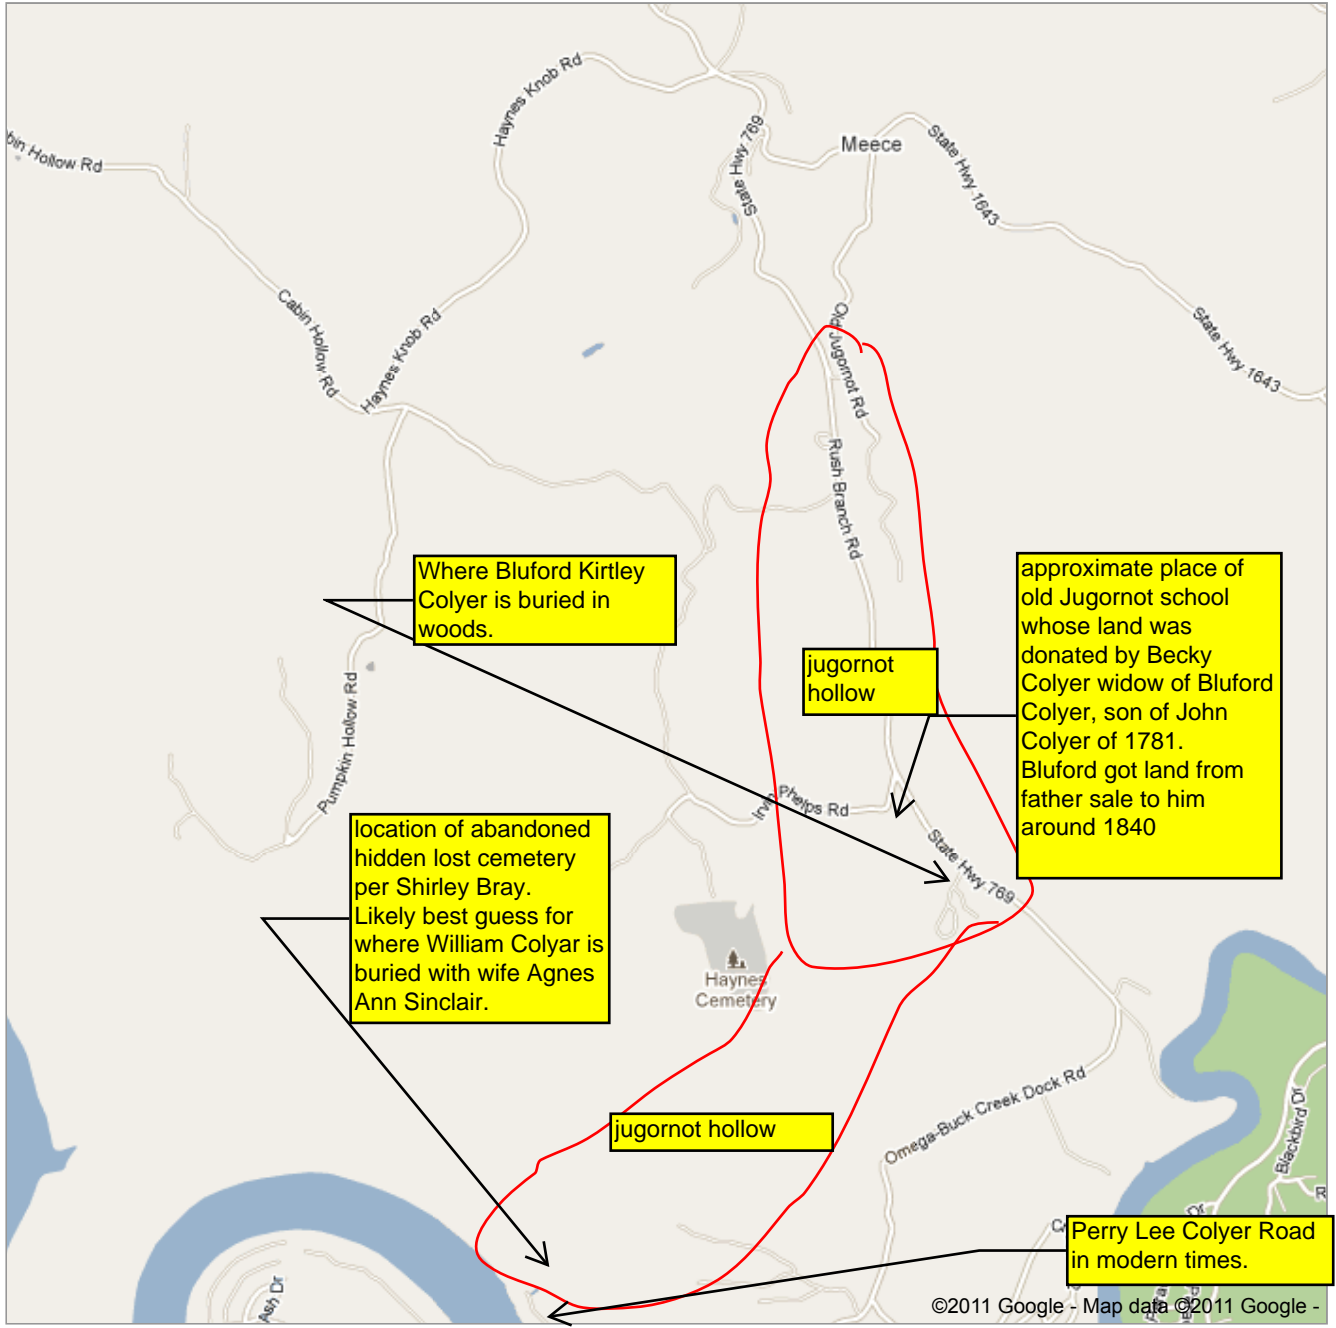 Haynes Knob Rd
State Hwy 769
Meece
State Hwy 1643
bin Hollow Rd
Cabin Hollow Rd
Haynes Knob Rd
Old Jugornot Rd
State Hwy 1643
Rush Branch Rd
Where Bluford Kirtley
Colyer is buried in
woods.
approximate place of
old Jugornot school
whose land was
donated by Becky
Colyer widow of Bluford
Colyer, son of John
Colyer of 1781.
Bluford got land from
father sale to him
around 1840
jugornot
hollow
Pumpkin Hollow Rd
Irvin Phelps Rd
State Hwy 769
location of abandoned
hidden lost cemetery
per Shirley Bray.
Likely best guess for
where William Colyar is
buried with wife Agnes
Ann Sinclair.
Haynes
Cemetery
Omega-Buck Creek Dock Rd
Blackbird Dr
jugornot hollow
Perry Lee Colyer Road
in modern times.
Dr
Ash Dr
©2011 Google - Map data ©2011 Google -